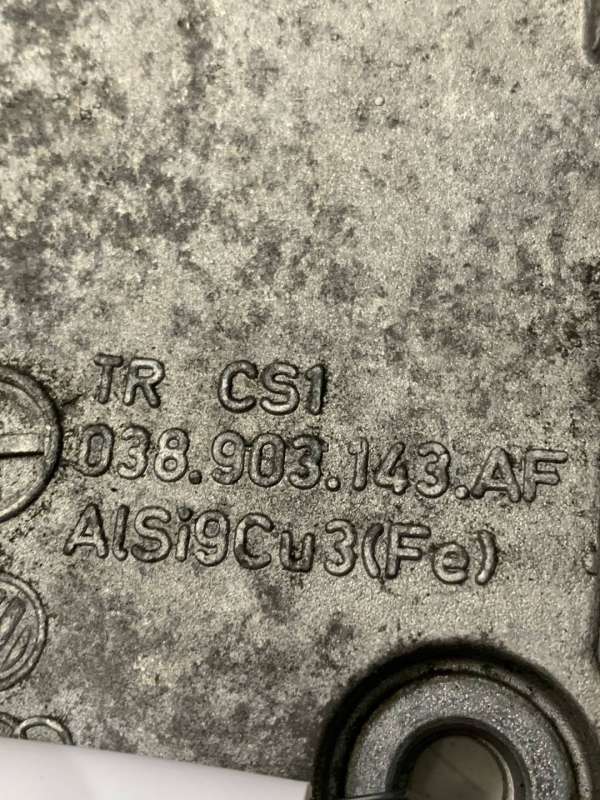 TR CS1
038.903.143.AF
AlSi9Cu3(Fe)